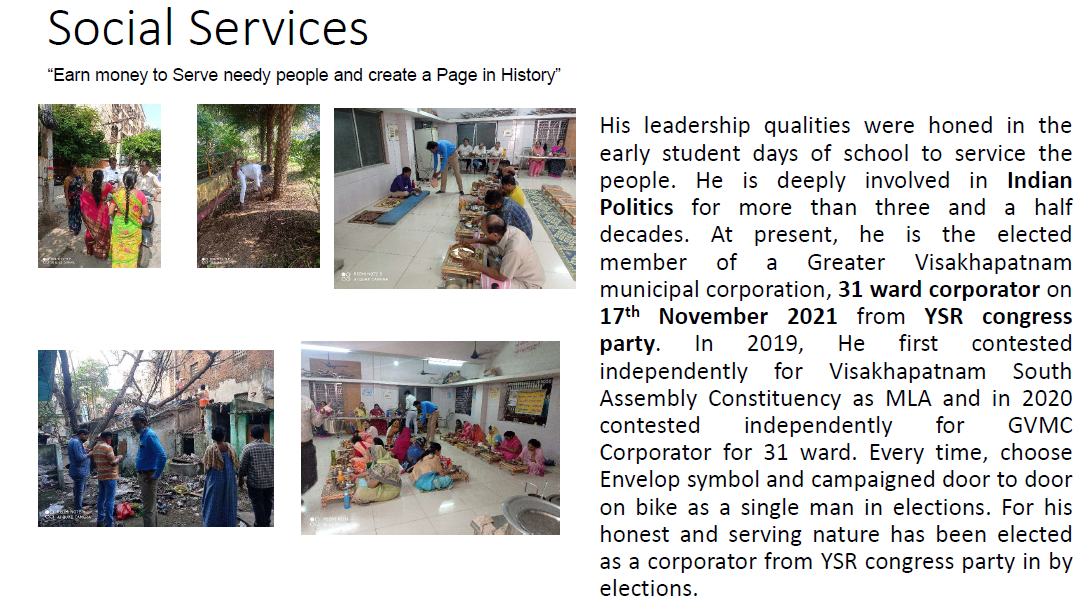 Social Services
“Earn money to Serve needy people and create a Page in History”
His leadership qualities were honed in the
early student days of school to service the
people. He is deeply involved in Indian
Politics for more than three and a half
decades. At present, he is the elected
member of a Greater Visakhapatnam
municipal corporation, 31 ward corporator on
17th November 2021 from YSR congress
party. In 2019, He first contested
independently for Visakhapatnam South
Assembly Constituency as MLA and in 2020
contested independently for GVMC
Corporator for 31 ward. Every time, choose
Envelop symbol and campaigned door to door
on bike as a single man in elections. For his
honest and serving nature has been elected
as a corporator from YSR congress party in by
elections.